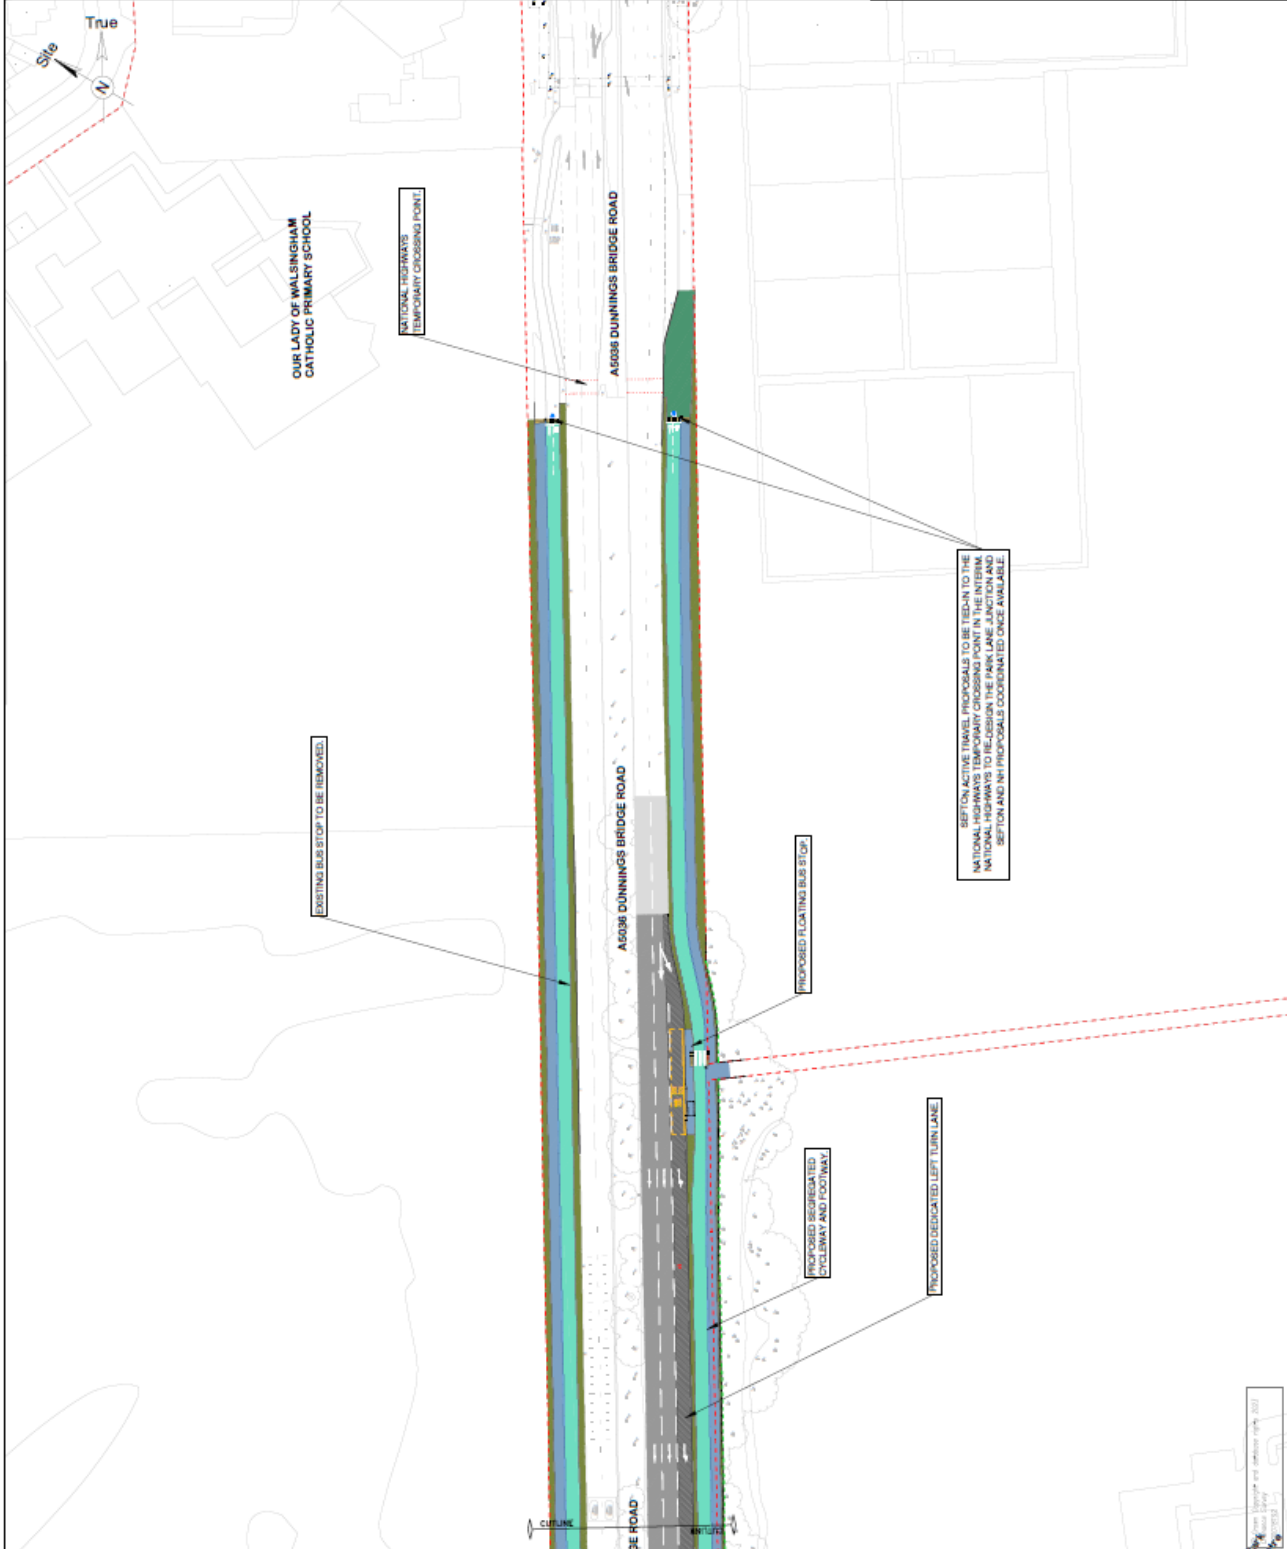 True
Site
N
OUR LADY OF WALSINGHAM
CATHOLIC PRIMARY SCHOOL
NATIONAL HIGHWAYS
TEMPORARY CROSSING POINT.
A5036 DUNNINGS BRIDGE ROAD
SEFTON ACTIVE TRAVEL PROPOSALS TO BE TIED-IN TO THE
NATIONAL HIGHWAYS TEMPORARY CROSSING POINT IN THE INTERIM.
NATIONAL HIGHWAYS TO RE-DESIGN THE PARK LANE JUNCTION AND
SEFTON AND NH PROPOSALS COORDINATED ONCE AVAILABLE.
EXISTING BUS STOP TO BE REMOVED.
A5036 DUNNINGS BRIDGE ROAD
PROPOSED FLOATING BUS STOP.
PROPOSED SEGREGATED
CYCLEWAY AND FOOTWAY.
PROPOSED DEDICATED LEFT TURN LANE.
CUTLINE
CUTLINE
GE ROAD